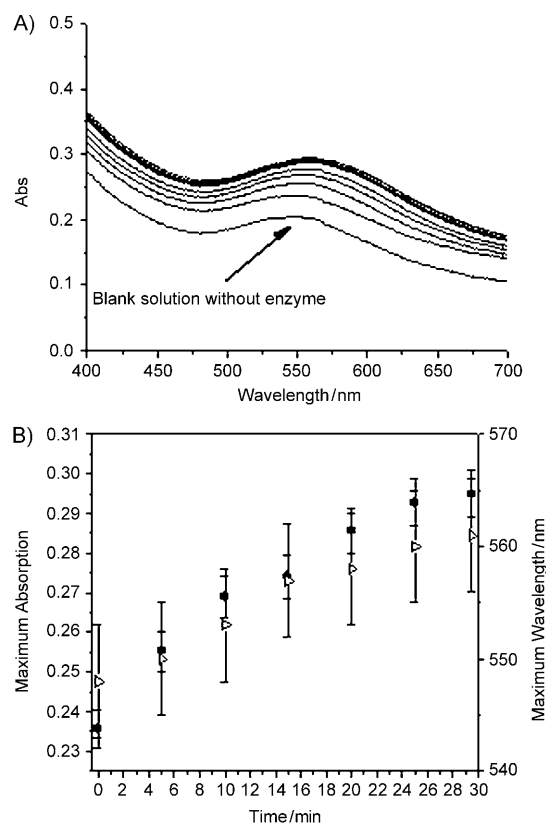 A)
0.5
0.4
0.3
0.2
0.1
0.0
Abs
Blank solution without enzyme
400 450 500 550 600 650 700
Wavelength/nm
B)
0.31
0.30
0.29
0.28
0.27
0.26
0.25
0.24
0.23
Maximum Absorption
570
560
550
540
Maximum Wavelength/nm
0 2 4 6 8 10 12 14 16 18 20 22 24 26 28 30
Time/min